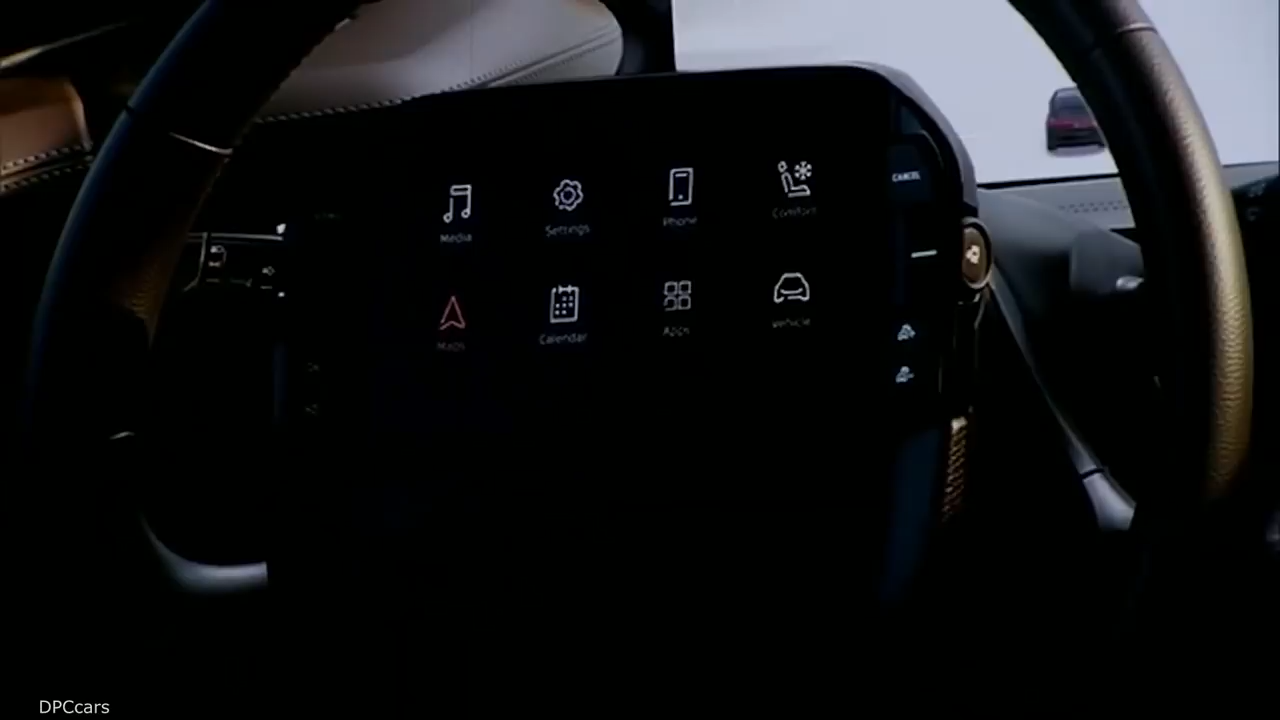 Media Settings Phone Comfort
CANCEL
Maps Calendar Apps Vehicle
DPCcars